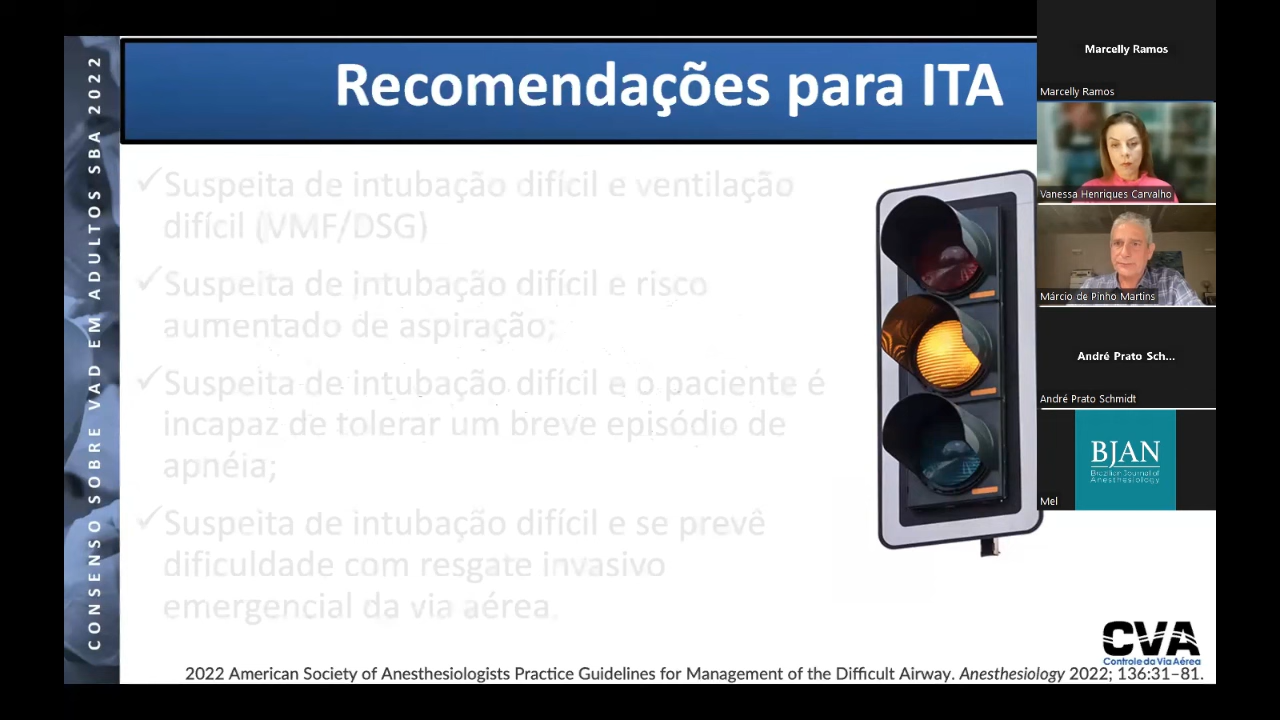 CONSENSO SOBRE VAD EM ADULTOS SBA 2022
Recomendações para ITA
✓Suspeita de intubação difícil e ventilação
difícil (VMF/DSG)
✓Suspeita de intubação difícil e risco
aumentado de aspiração;
✓Suspeita de intubação difícil e o paciente é
incapaz de tolerar um breve episódio de
apnéia;
✓Suspeita de intubação difícil e se prevê
dificuldade com resgate invasivo
emergencial da via aérea.
CVA
Controle da Via Aérea
2022 American Society of Anesthesiologists Practice Guidelines for Management of the Difficult Airway. Anesthesiology 2022; 136:31–81.
Marcelly Ramos
Marcelly Ramos
Vanessa Henriques Carvalho
Márcio de Pinho Martins
André Prato Sch...
André Prato Schmidt
BJAN
Brazilian Journal of
Anesthesiology
Mel